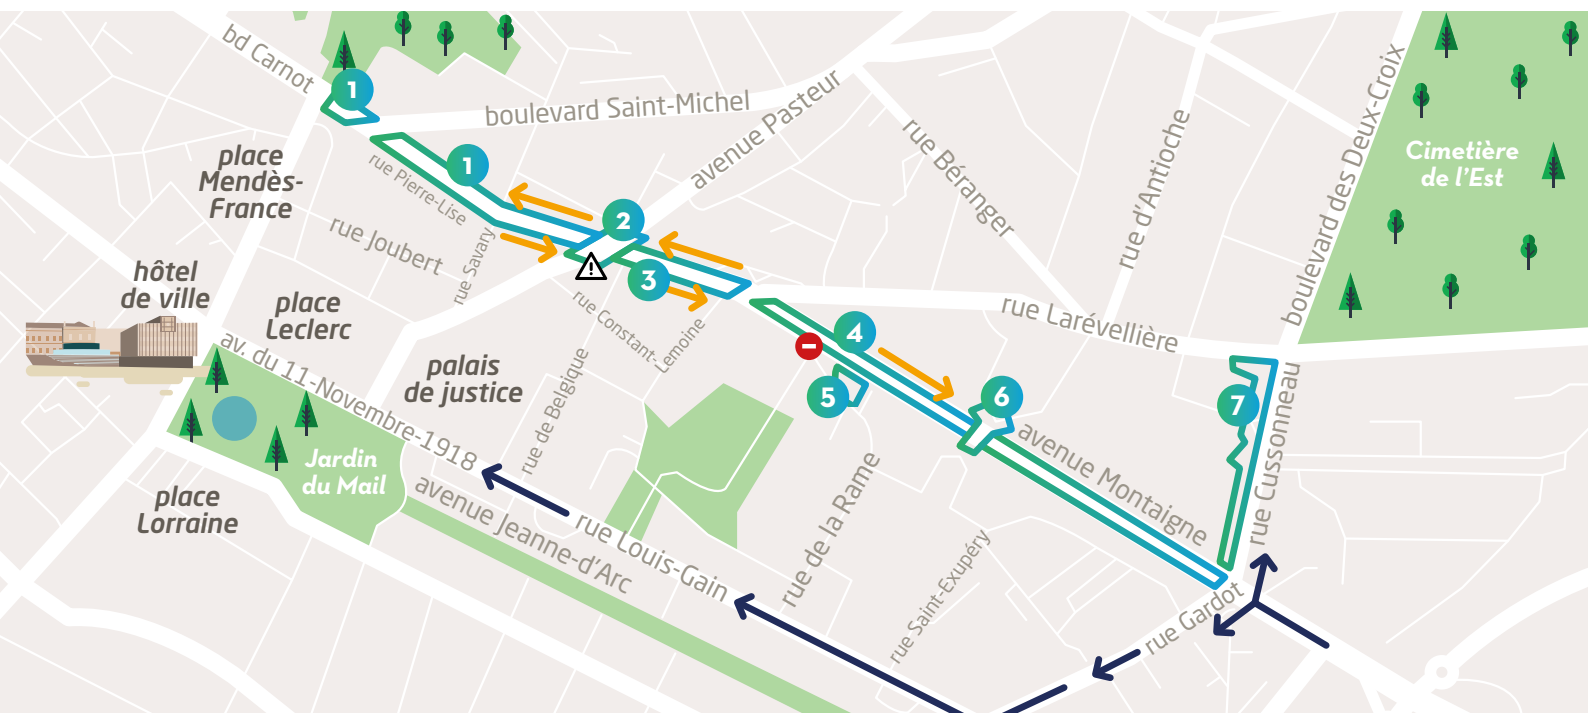 bd Carnot
1
boulevard Saint-Michel
avenue Pasteur
rue Béranger
rue d'Antioche
boulevard des Deux-Croix
Cimetière
de l'Est
place
Mendès-
France
rue Pierre-Lise
1
2
rue Joubert
rue Savary
3
hôtel
de ville
place
Leclerc
rue Constant-
Lemoine
rue Larévellière
4
5
6
7
av. du 11-Novembre-1918
palais
de justice
rue de Belgique
avenue Montaigne
rue Cussonneau
Jardin
du Mail
place
Lorraine
avenue Jeanne-d'Arc
rue Louis-Gain
rue de la Rame
rue Saint-Exupéry
rue Gardot